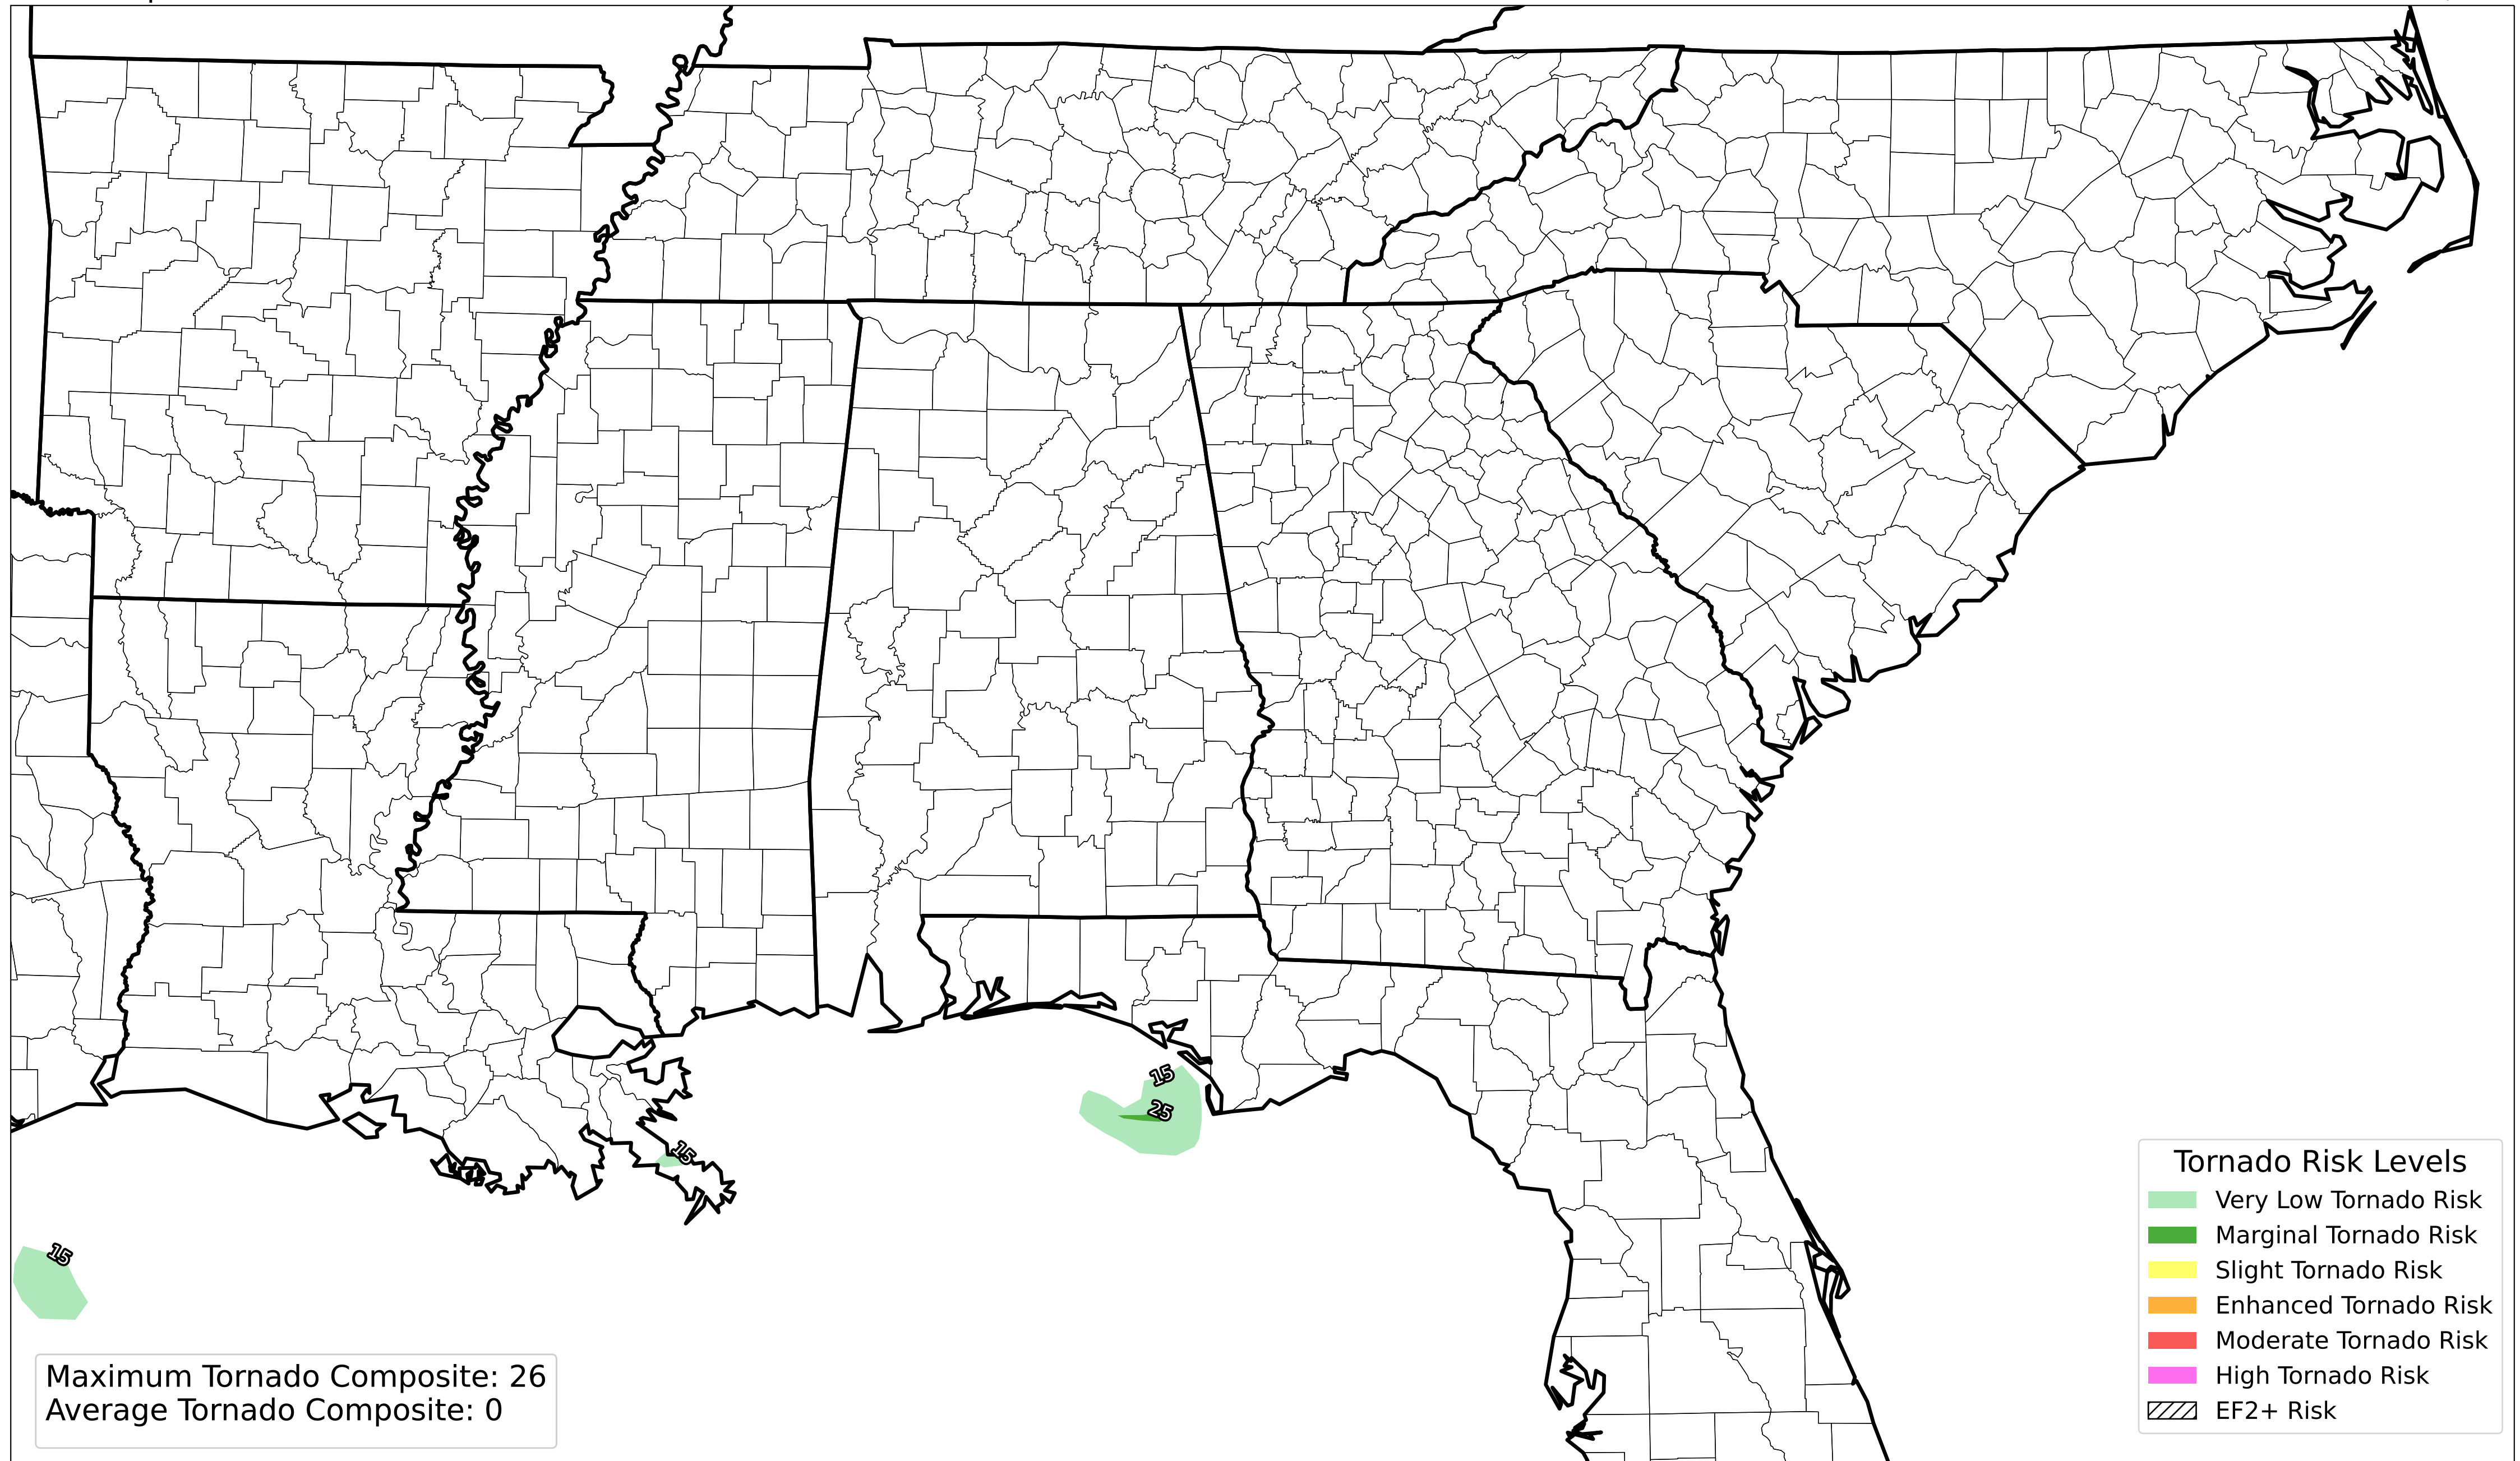 15
25
15
15
Tornado Risk Levels
Very Low Tornado Risk
Marginal Tornado Risk
Slight Tornado Risk
Enhanced Tornado Risk
Moderate Tornado Risk
High Tornado Risk
EF2+ Risk
Maximum Tornado Composite: 26
Average Tornado Composite: 0